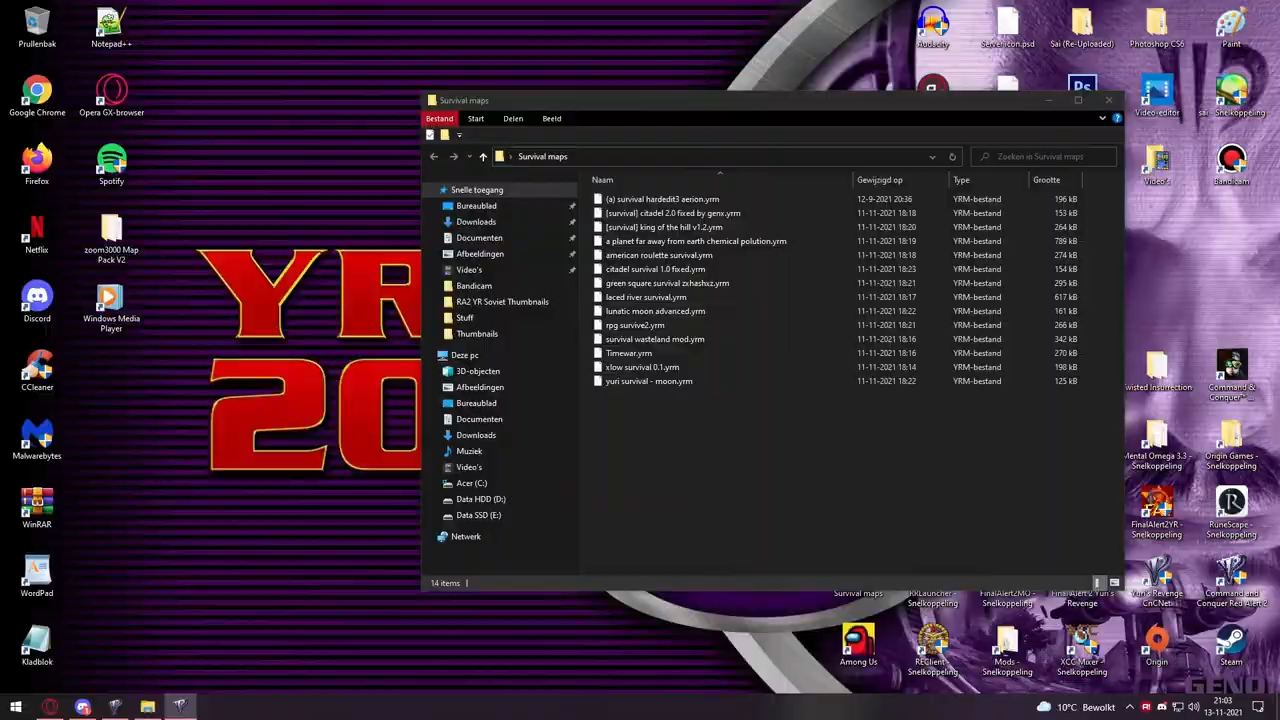 Prullenbak
Notepad++
Google Chrome
Opera GX-browser
Firefox
Spotify
Netflix
zoom3000 Map
Pack V2
Discord
Windows Media
Player
CCleaner
Malwarebytes
WinRAR
WordPad
Kladblok
YR
20
Audacity
Server icon.psd
Sai (Re-Uploaded)
Photoshop CS6
Paint
Ps
Video-editor
sai - Snelkoppeling
Video's
Bandicam
Survival maps
Bestand
Start
Delen
Beeld
Survival maps
Zoeken in Survival maps
Naam
Gewijzigd op
Type
Grootte
Snelle toegang
Bureaublad
Downloads
Documenten
Afbeeldingen
Video's
Bandicam
RA2 YR Soviet Thumbnails
Stuff
Thumbnails
Deze pc
3D-objecten
Afbeeldingen
Bureaublad
Documenten
Downloads
Muziek
Video's
Acer (C:)
Data HDD (D:)
Data SSD (E:)
Netwerk
(a) survival hardedit3 aerion.yrm 12-9-2021 20:36 YRM-bestand 196 kB
[survival] citadel 2.0 fixed by genx.yrm 11-11-2021 18:18 YRM-bestand 153 kB
[survival] king of the hill v1.2.yrm 11-11-2021 18:20 YRM-bestand 264 kB
a planet far away from earth chemical polution.yrm 11-11-2021 18:19 YRM-bestand 789 kB
american roulette survival.yrm 11-11-2021 18:18 YRM-bestand 274 kB
citadel survival 1.0 fixed.yrm 11-11-2021 18:23 YRM-bestand 154 kB
green square survival zxhashxz.yrm 11-11-2021 18:21 YRM-bestand 295 kB
laced river survival.yrm 11-11-2021 18:17 YRM-bestand 617 kB
lunatic moon advanced.yrm 11-11-2021 18:22 YRM-bestand 161 kB
rpg survive2.yrm 11-11-2021 18:21 YRM-bestand 266 kB
survival wasteland mod.yrm 11-11-2021 18:16 YRM-bestand 342 kB
Timewar.yrm 11-11-2021 18:16 YRM-bestand 270 kB
xlow survival 0.1.yrm 11-11-2021 18:14 YRM-bestand 198 kB
yuri survival - moon.yrm 11-11-2021 18:22 YRM-bestand 125 kB
14 items
Twisted Insurrection
Command &
Conquer™ ...
Mental Omega 3.3 -
Snelkoppeling
Origin Games -
Snelkoppeling
FinalAlert2YR -
Snelkoppeling
RuneScape -
Snelkoppeling
Survival maps
RRLauncher -
Snelkoppeling
FinalAlert2MO -
Snelkoppeling
FinalAlert 2 Yuri's
Revenge
Yuri's Revenge
CnCNet
Command and
Conquer Red Alert 2
Among Us
REClient -
Snelkoppeling
Mods -
Snelkoppeling
XCC Mixer -
Snelkoppeling
Origin
Steam
10°C Bewolkt
21:03
13-11-2021